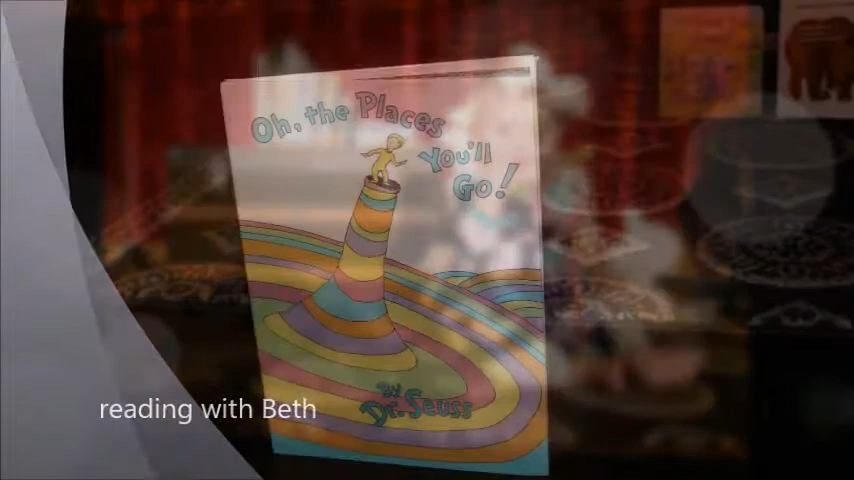 Oh, the Places
You'll
Go!
By
Dr. Seuss
reading with Beth